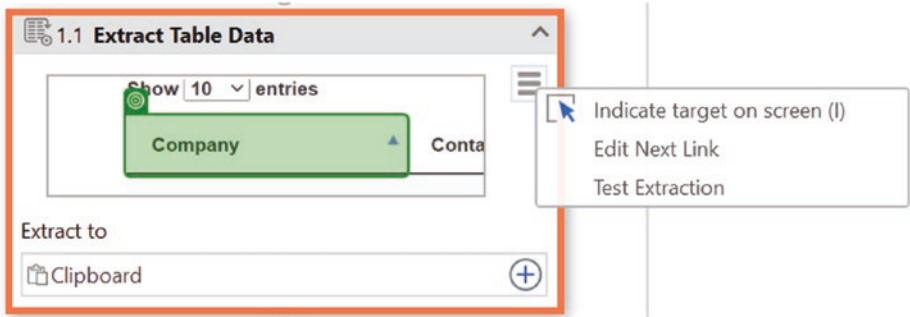 1.1 Extract Table Data
Show 10 entries
Company Conta
Indicate target on screen (I)
Edit Next Link
Test Extraction
Extract to
Clipboard